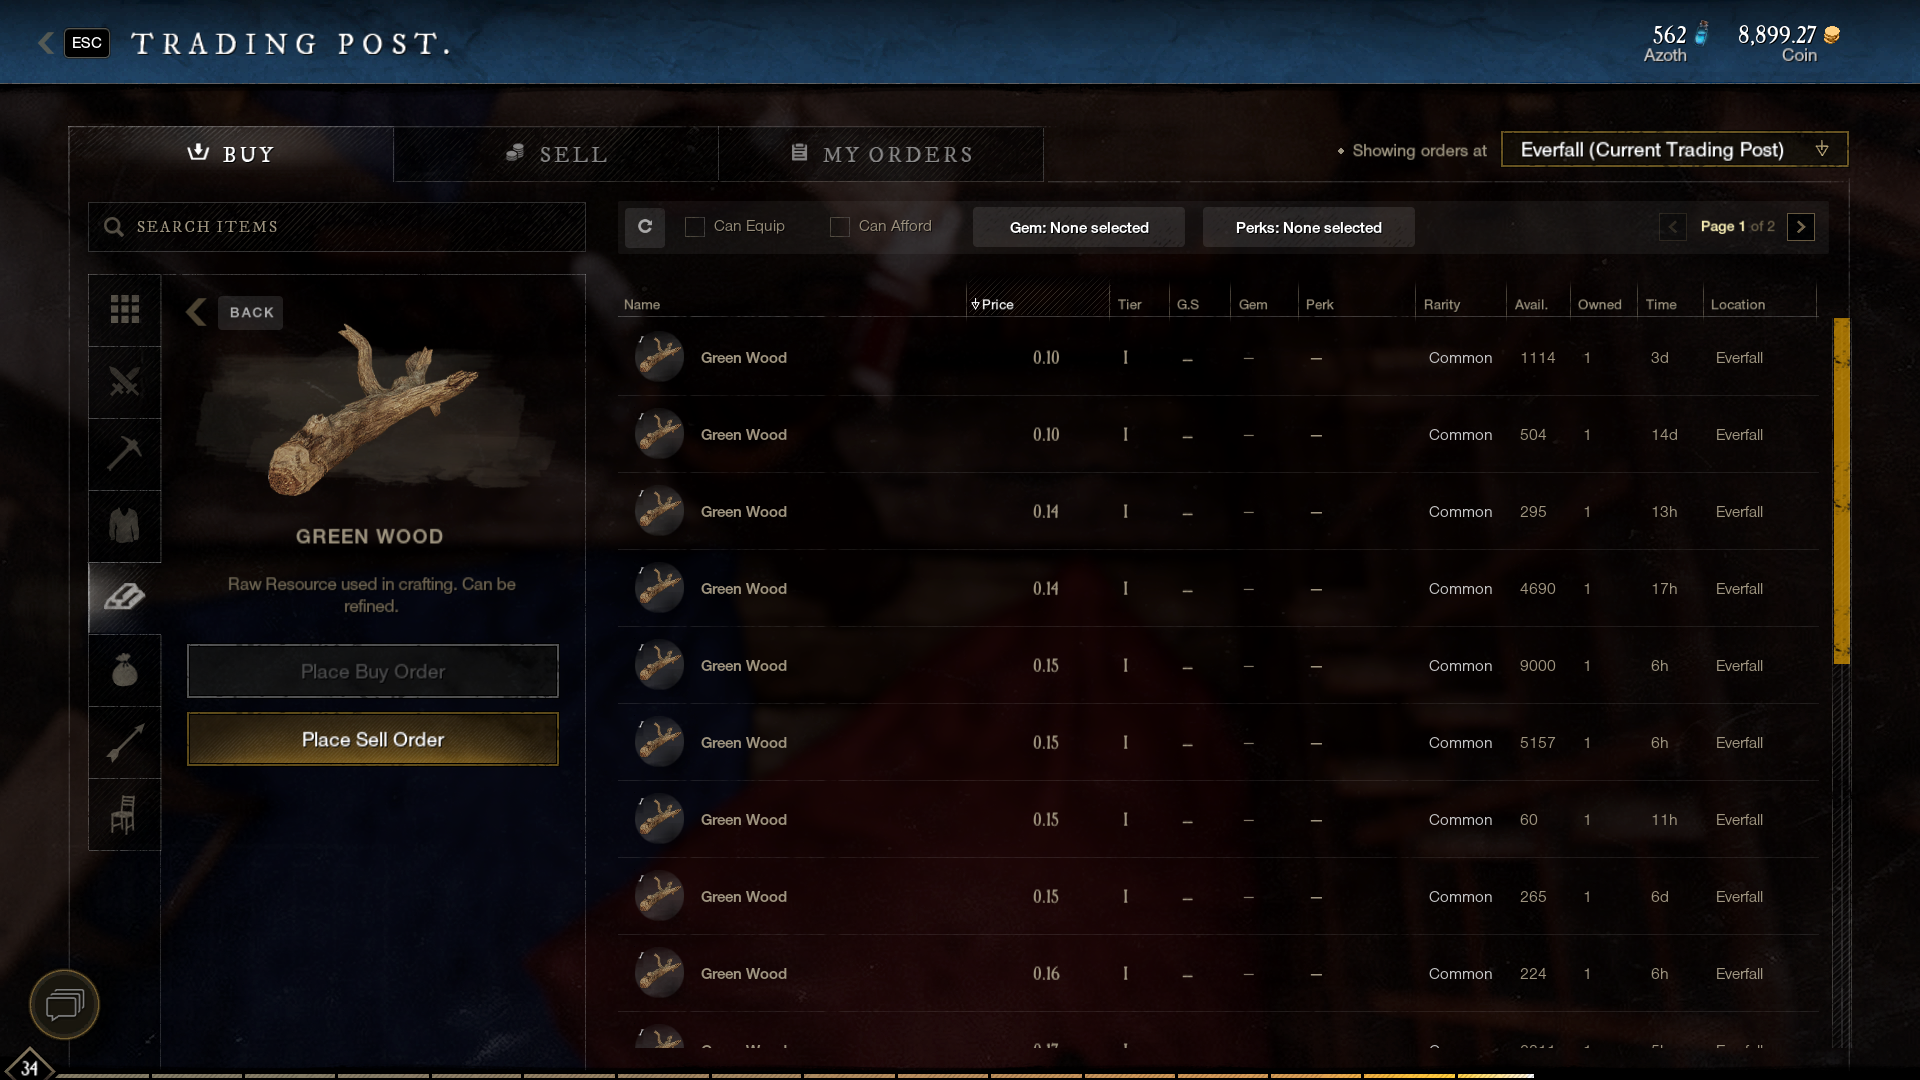 ESC TRADING POST.
562 8,899.27
Azoth Coin
BUY SELL MY ORDERS Showing orders at Everfall (Current Trading Post)
SEARCH ITEMS Can Equip Can Afford Gem: None selected Perks: None selected Page 1 of 2
BACK
GREEN WOOD
Raw Resource used in crafting. Can be
refined.
Place Buy Order
Place Sell Order
Name Price Tier G.S Gem Perk Rarity Avail. Owned Time Location
Green Wood 0.10 I – – – Common 1114 1 3d Everfall
Green Wood 0.10 I – – – Common 504 1 14d Everfall
Green Wood 0.14 I – – – Common 295 1 13h Everfall
Green Wood 0.14 I – – – Common 4690 1 17h Everfall
Green Wood 0.15 I – – – Common 9000 1 6h Everfall
Green Wood 0.15 I – – – Common 5157 1 6h Everfall
Green Wood 0.15 I – – – Common 60 1 11h Everfall
Green Wood 0.15 I – – – Common 265 1 6d Everfall
Green Wood 0.16 I – – – Common 224 1 6h Everfall
34